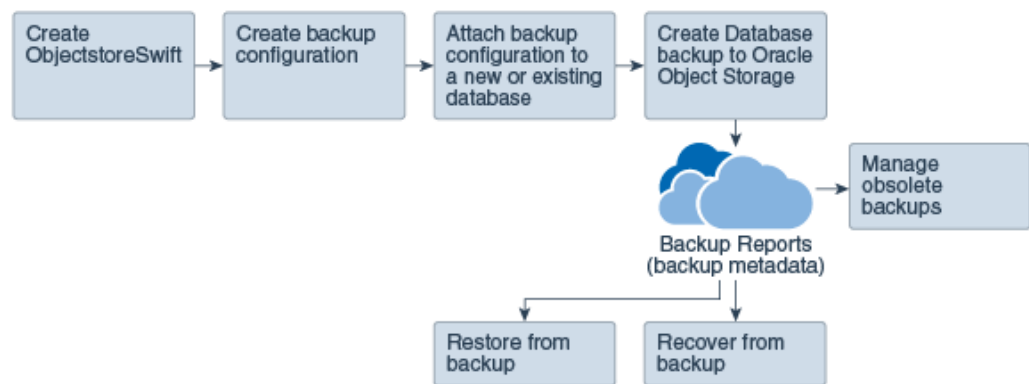 Create
ObjectstoreSwift
Create backup
configuration
Attach backup
configuration to
a new or existing
database
Create Database
backup to Oracle
Object Storage
Manage
obsolete
backups
Backup Reports
(backup metadata)
Restore from
backup
Recover from
backup